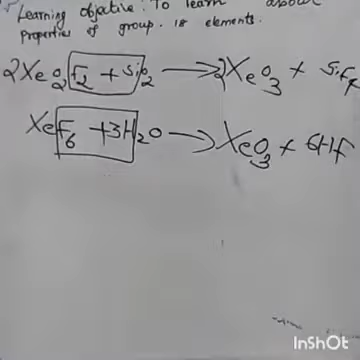 Learning objective: To learn about
properties of group. 18 elements.
2XeO₂F₂ + SiO₂ → 2XeO₃ + SiF₄
XeF₆ + 3H₂O → XeO₃ + 6HF
InShOt